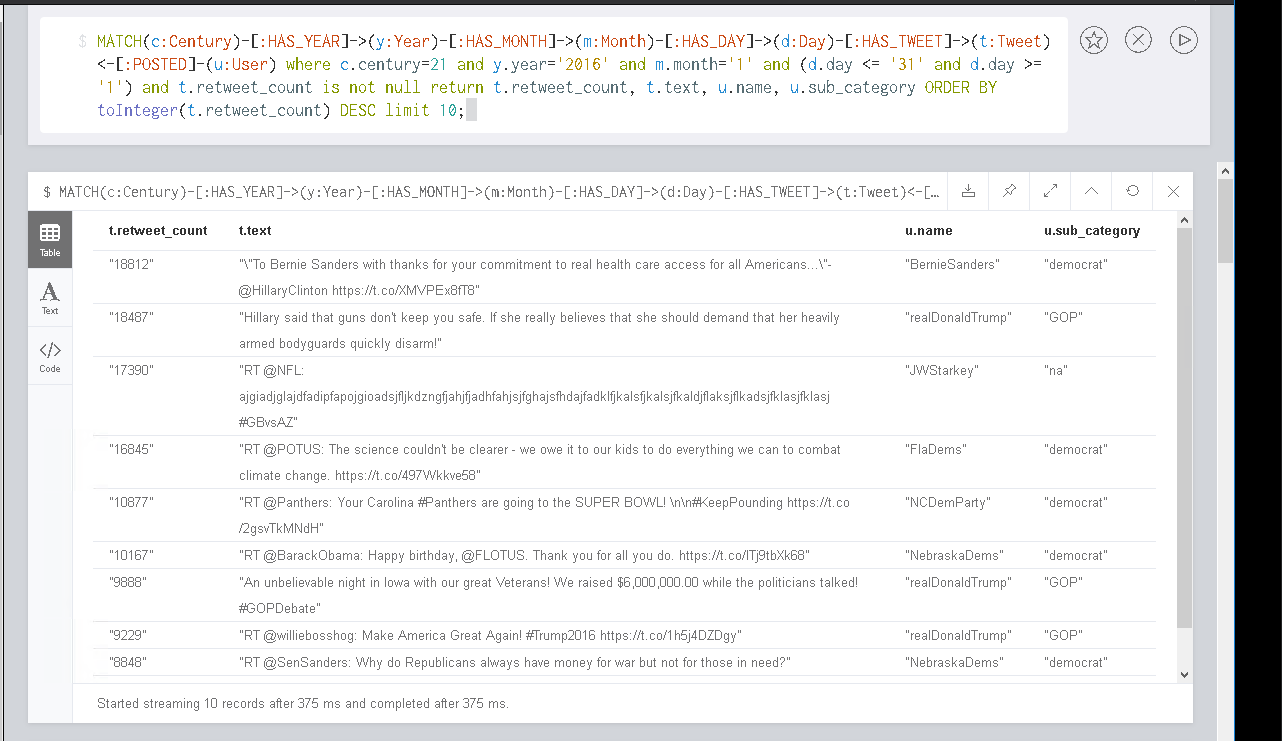 $ MATCH(c:Century)-[:HAS_YEAR]->(y:Year)-[:HAS_MONTH]->(m:Month)-[:HAS_DAY]->(d:Day)-[:HAS_TWEET]->(t:Tweet)
<-[:POSTED]-(u:User) where c.century=21 and y.year='2016' and m.month='1' and (d.day <= '31' and d.day >=
'1') and t.retweet_count is not null return t.retweet_count, t.text, u.name, u.sub_category ORDER BY
toInteger(t.retweet_count) DESC limit 10;
$ MATCH(c:Century)-[:HAS_YEAR]->(y:Year)-[:HAS_MONTH]->(m:Month)-[:HAS_DAY]->(d:Day)-[:HAS_TWEET]->(t:Tweet)<-[…
Table
Text
Code
t.retweet_count t.text u.name u.sub_category
"18812" "\"To Bernie Sanders with thanks for your commitment to real health care access for all Americans...\"- "BernieSanders" "democrat"
@HillaryClinton https://t.co/XMVPEx8fT8"
"18487" "Hillary said that guns don't keep you safe. If she really believes that she should demand that her heavily "realDonaldTrump" "GOP"
armed bodyguards quickly disarm!"
"17390" "RT @NFL: "JWStarkey" "na"
ajgiadjglajdfadipfapojgioadsjfljkdzngfjahjfjadhfahjsjfghajsfhdajfadklfjkalsfjkalsjfkaldjflaksjflkadsjfklasjfklasj
#GBvsAZ"
"16845" "RT @POTUS: The science couldn't be clearer - we owe it to our kids to do everything we can to combat "FlaDems" "democrat"
climate change. https://t.co/497Wkkve58"
"10877" "RT @Panthers: Your Carolina #Panthers are going to the SUPER BOWL! \n\n#KeepPounding https://t.co "NCDemParty" "democrat"
/2gsvTkMNdH"
"10167" "RT @BarackObama: Happy birthday, @FLOTUS. Thank you for all you do. https://t.co/lTj9tbXk68" "NebraskaDems" "democrat"
"9888" "An unbelievable night in Iowa with our great Veterans! We raised $6,000,000.00 while the politicians talked! "realDonaldTrump" "GOP"
#GOPDebate"
"9229" "RT @williebosshog: Make America Great Again! #Trump2016 https://t.co/1h5j4DZDgy" "realDonaldTrump" "GOP"
"8848" "RT @SenSanders: Why do Republicans always have money for war but not for those in need?" "NebraskaDems" "democrat"
Started streaming 10 records after 375 ms and completed after 375 ms.